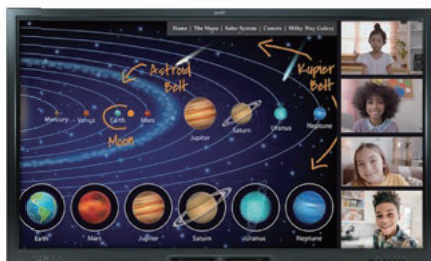 Home | The Moon | Solar System | Comets | Milky Way Galaxy
Astroid
Belt
Kupier
Belt
Mercury Venus Earth Mars Jupiter Saturn Uranus Neptune
Moon
Earth Mars Jupiter Saturn Uranus Neptune